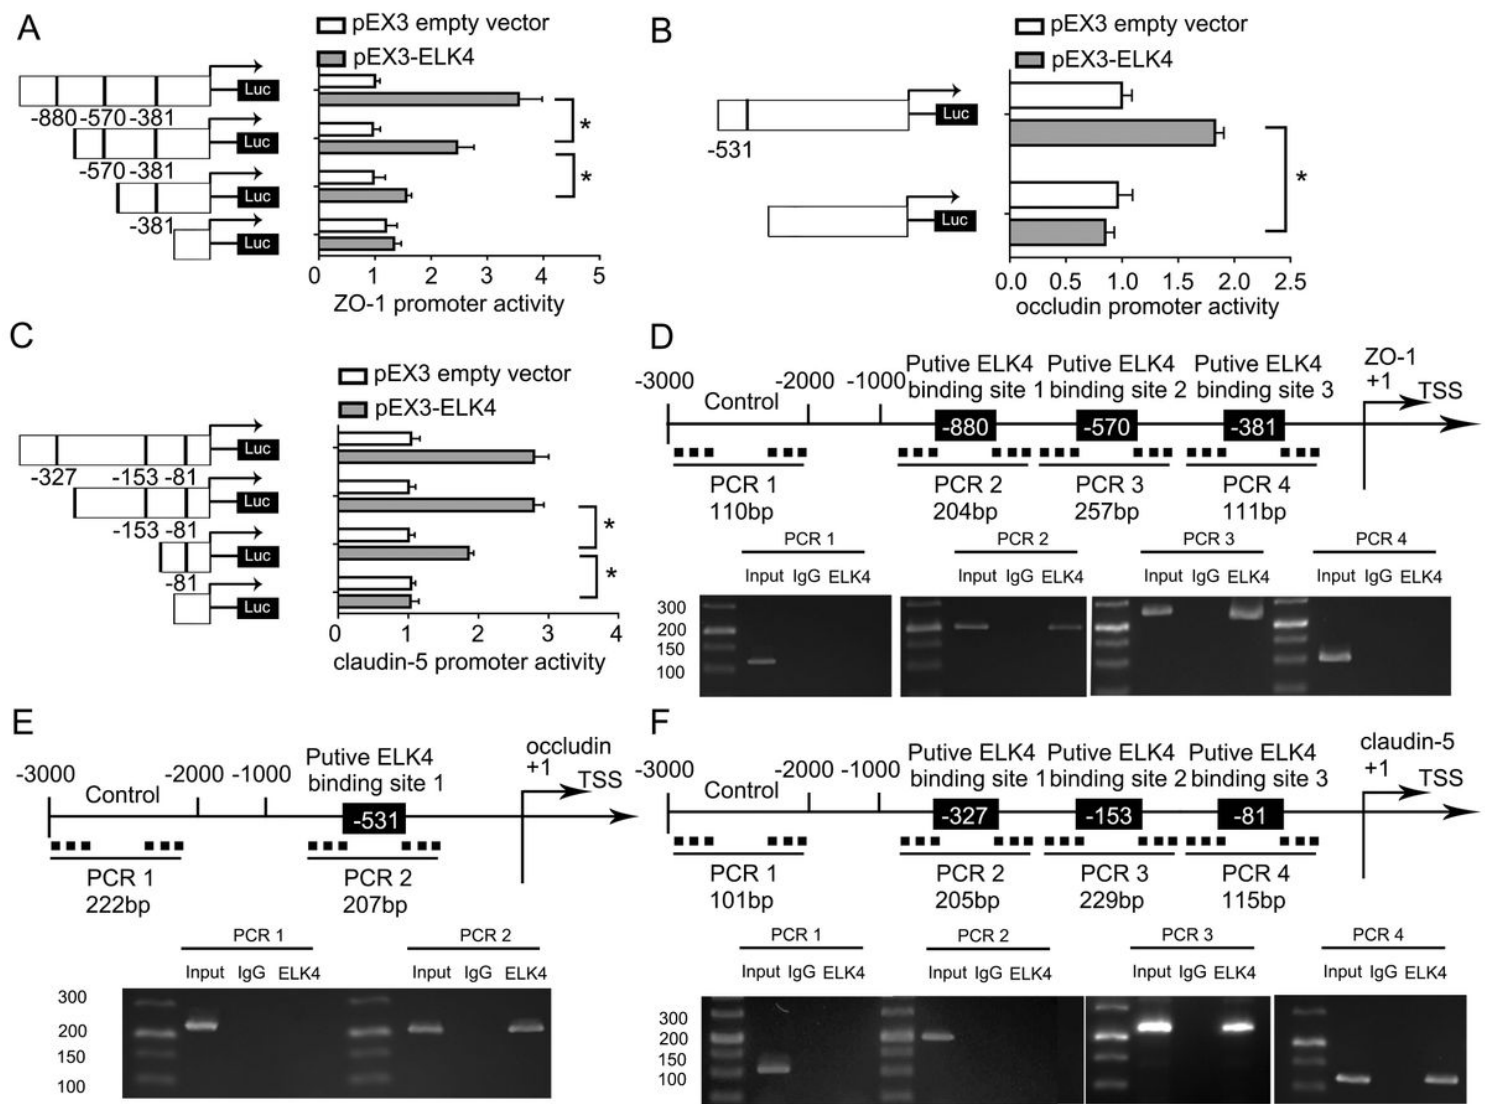 A
pEX3 empty vector
pEX3-ELK4
Luc
-880 -570 -381
Luc
-570 -381
Luc
-381
Luc
0 1 2 3 4 5
ZO-1 promoter activity
*
*
B
pEX3 empty vector
pEX3-ELK4
Luc
-531
Luc
*
0.0 0.5 1.0 1.5 2.0 2.5
occludin promoter activity
C
pEX3 empty vector
pEX3-ELK4
Luc
-327 -153 -81
Luc
-153 -81
Luc
-81
Luc
*
*
0 1 2 3 4
claudin-5 promoter activity
D
-3000 Control -2000 -1000
Putive ELK4 binding site 1
Putive ELK4 binding site 2
Putive ELK4 binding site 3
ZO-1
+1 TSS
-880 -570 -381
PCR 1 PCR 2 PCR 3 PCR 4
110bp 204bp 257bp 111bp
PCR 1 PCR 2 PCR 3 PCR 4
Input IgG ELK4 Input IgG ELK4 Input IgG ELK4 Input IgG ELK4
300
200
150
100
E
-3000 Control -2000 -1000
Putive ELK4
binding site 1
occludin
+1 TSS
-531
PCR 1 PCR 2
222bp 207bp
PCR 1 PCR 2
Input IgG ELK4 Input IgG ELK4
300
200
150
100
F
-3000 Control -2000 -1000
Putive ELK4 binding site 1
Putive ELK4 binding site 2
Putive ELK4 binding site 3
claudin-5
+1 TSS
-327 -153 -81
PCR 1 PCR 2 PCR 3 PCR 4
101bp 205bp 229bp 115bp
PCR 1 PCR 2 PCR 3 PCR 4
Input IgG ELK4 Input IgG ELK4 Input IgG ELK4 Input IgG ELK4
300
200
150
100